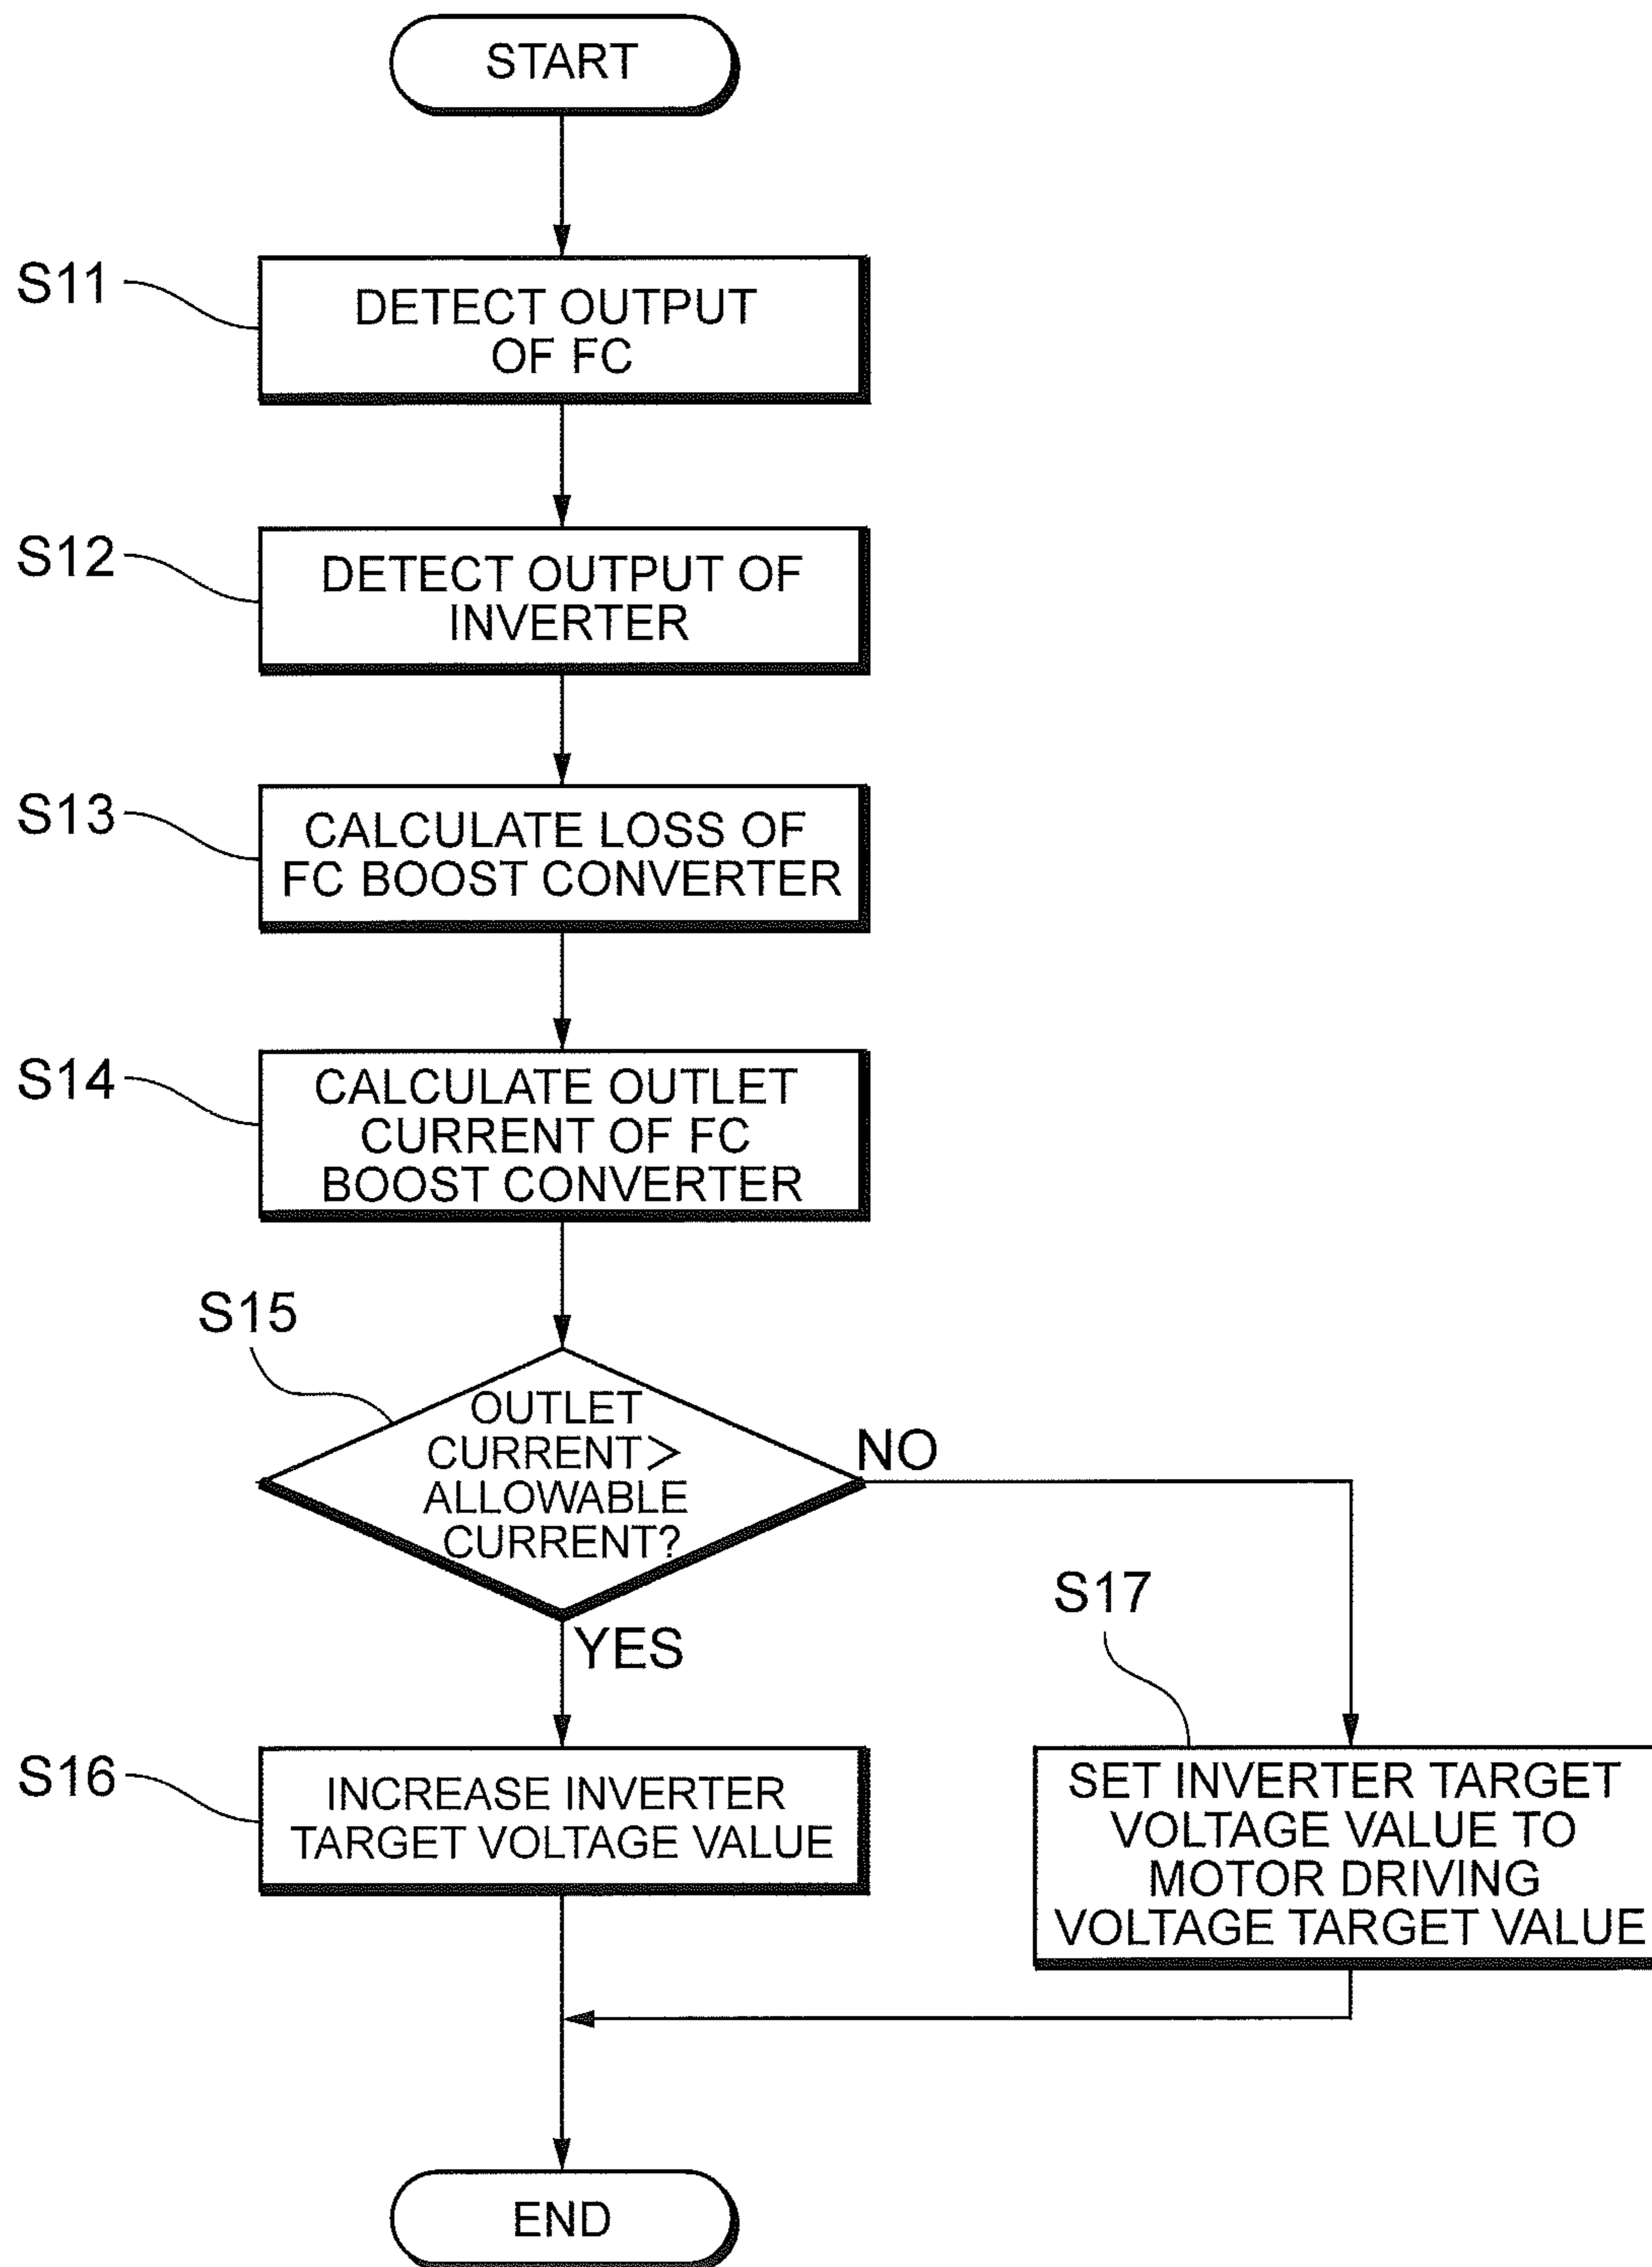 START
S11
DETECT OUTPUT
OF FC
S12
DETECT OUTPUT OF
INVERTER
S13
CALCULATE LOSS OF
FC BOOST CONVERTER
S14
CALCULATE OUTLET
CURRENT OF FC
BOOST CONVERTER
S15
OUTLET
CURRENT>
ALLOWABLE
CURRENT?
NO
YES
S16
INCREASE INVERTER
TARGET VOLTAGE VALUE
S17
SET INVERTER TARGET
VOLTAGE VALUE TO
MOTOR DRIVING
VOLTAGE TARGET VALUE
END